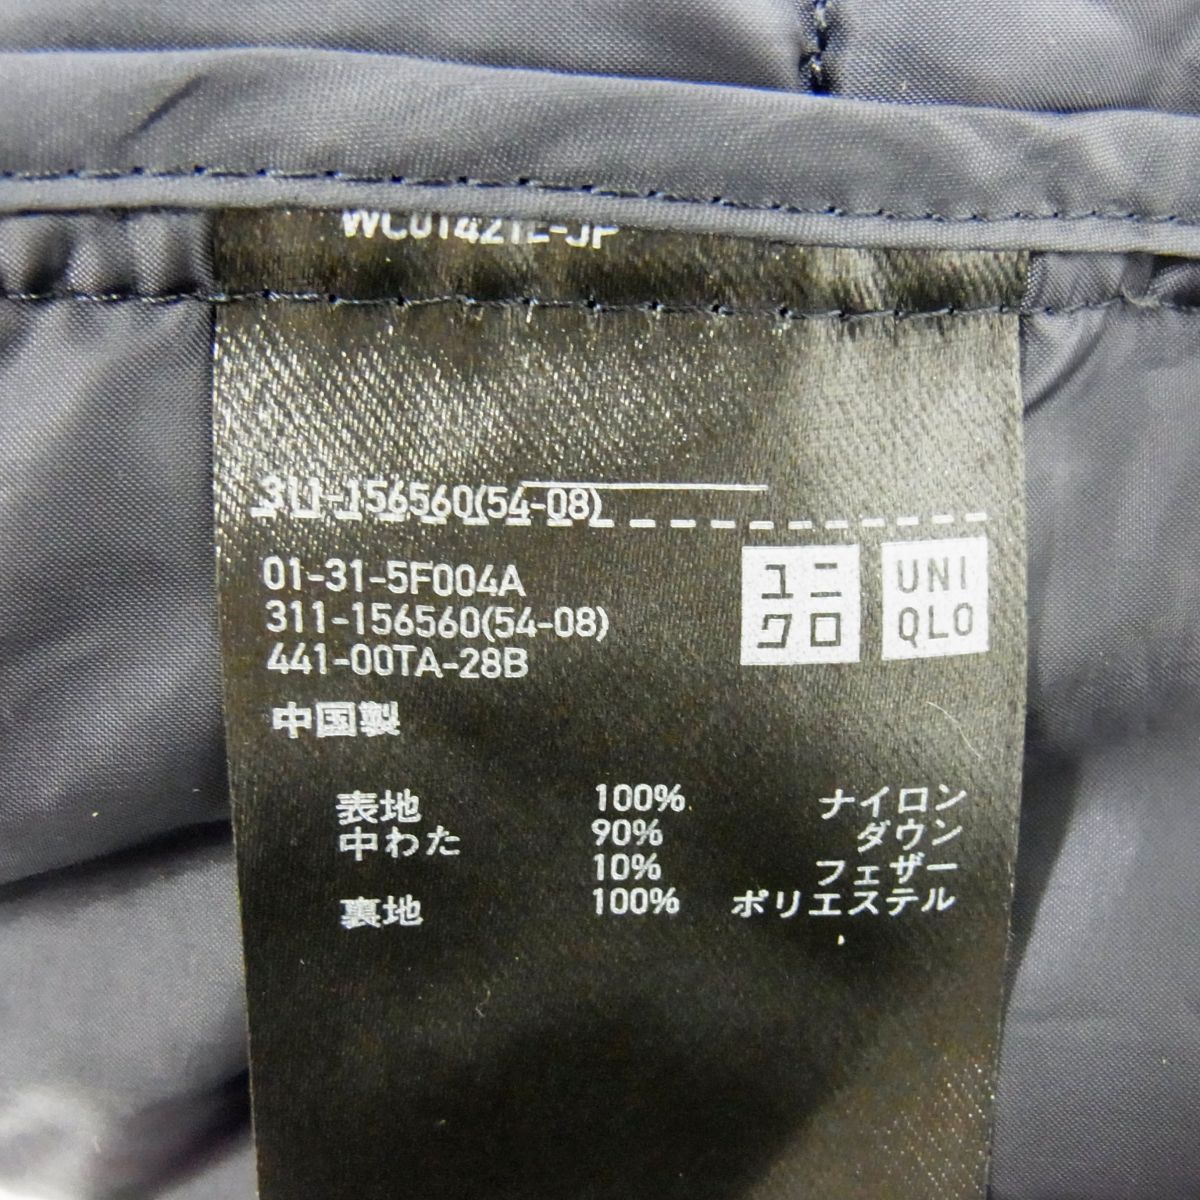 WC01421E-JP
311-156560(54-08)
01-31-5F004A
311-156560(54-08)
441-00TA-28B
中国製
ユニ
クロ
UNI
QLO
表地 100% ナイロン
中わた 90% ダウン
10% フェザー
裏地 100% ポリエステル